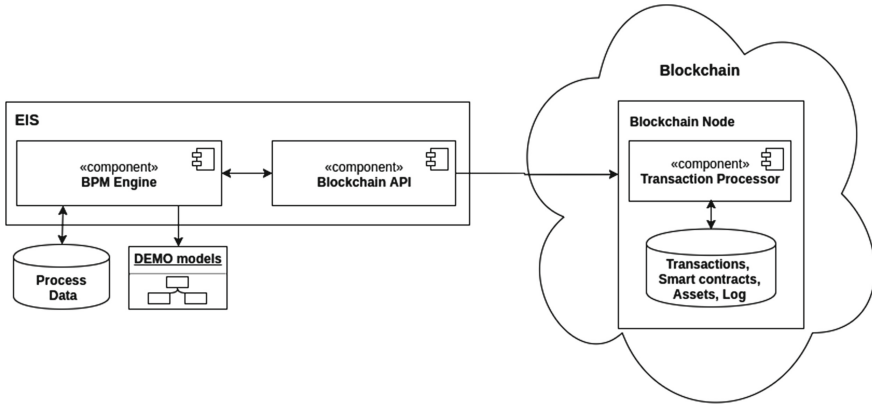 Blockchain
EIS
Blockchain Node
«component»
BPM Engine
«component»
Blockchain API
«component»
Transaction Processor
Process
Data
DEMO models
Transactions,
Smart contracts,
Assets, Log